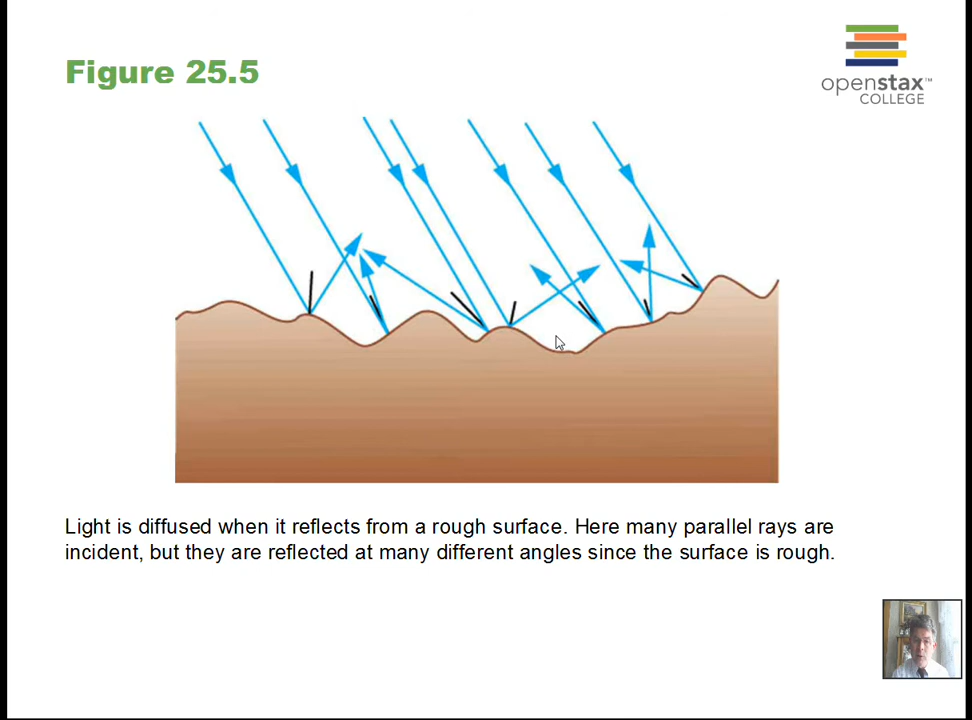 Figure 25.5
openstax™
COLLEGE
Light is diffused when it reflects from a rough surface. Here many parallel rays are
incident, but they are reflected at many different angles since the surface is rough.